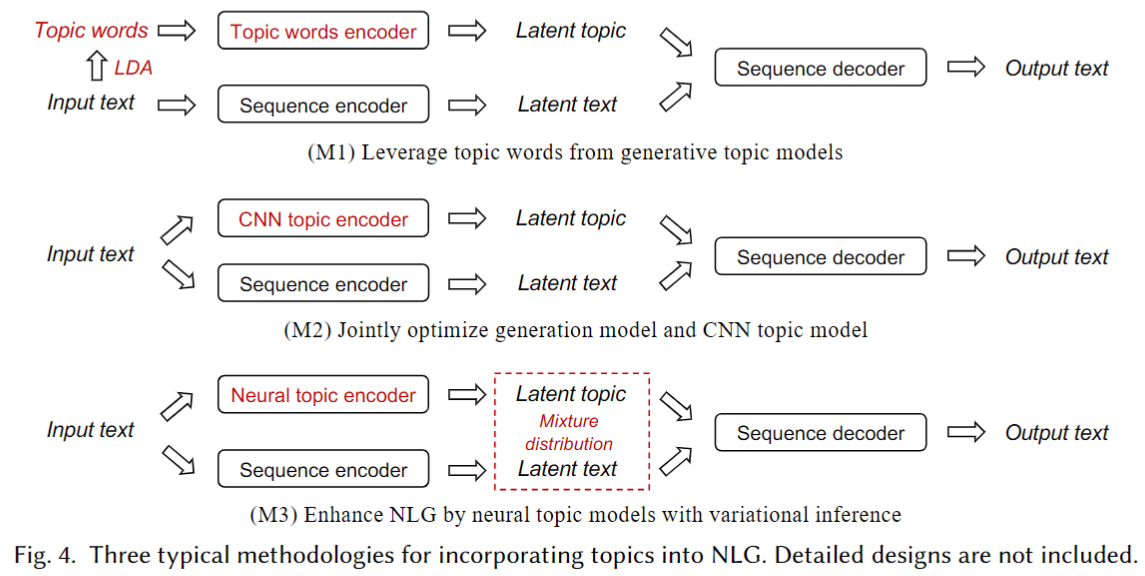 Topic words
Topic words encoder
Latent topic
LDA
Sequence decoder
Output text
Input text
Sequence encoder
Latent text
(M1) Leverage topic words from generative topic models
CNN topic encoder
Latent topic
Input text
Sequence decoder
Output text
Sequence encoder
Latent text
(M2) Jointly optimize generation model and CNN topic model
Neural topic encoder
Latent topic
Input text
Mixture
distribution
Sequence decoder
Output text
Sequence encoder
Latent text
(M3) Enhance NLG by neural topic models with variational inference
Fig. 4. Three typical methodologies for incorporating topics into NLG. Detailed designs are not included.